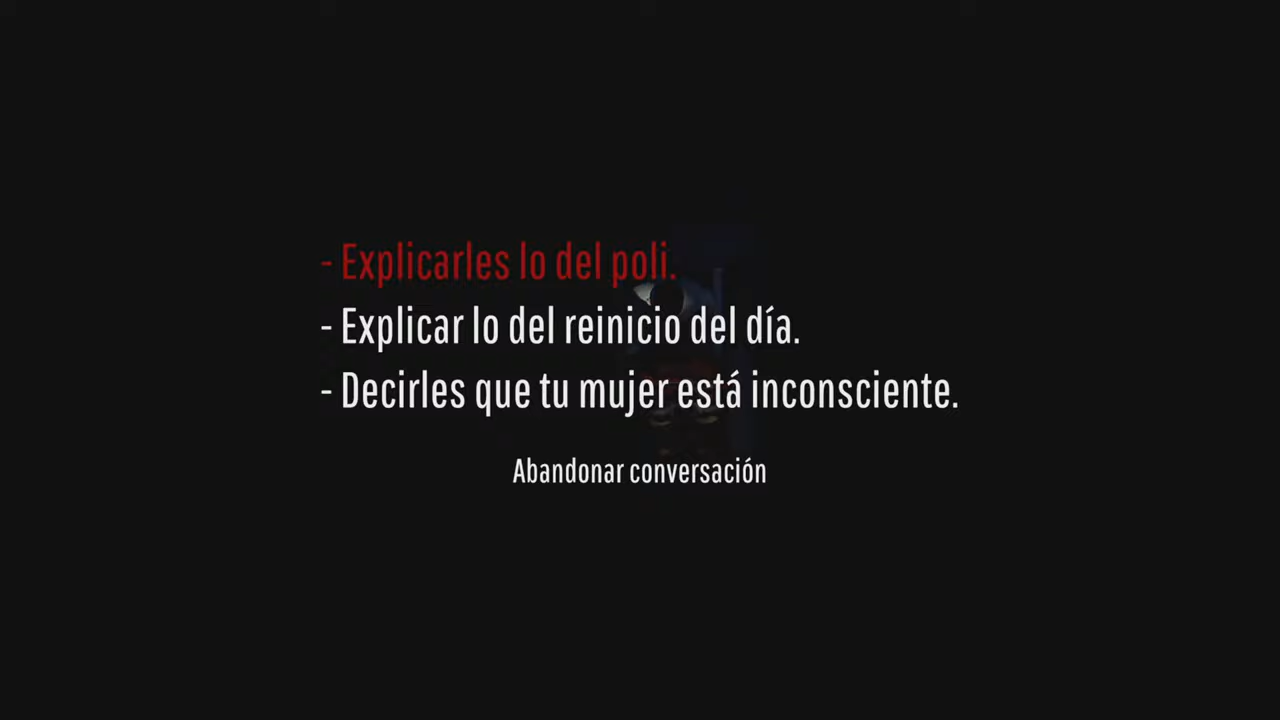 - Explicarles lo del poli.
- Explicar lo del reinicio del día.
- Decirles que tu mujer está inconsciente.
Abandonar conversación